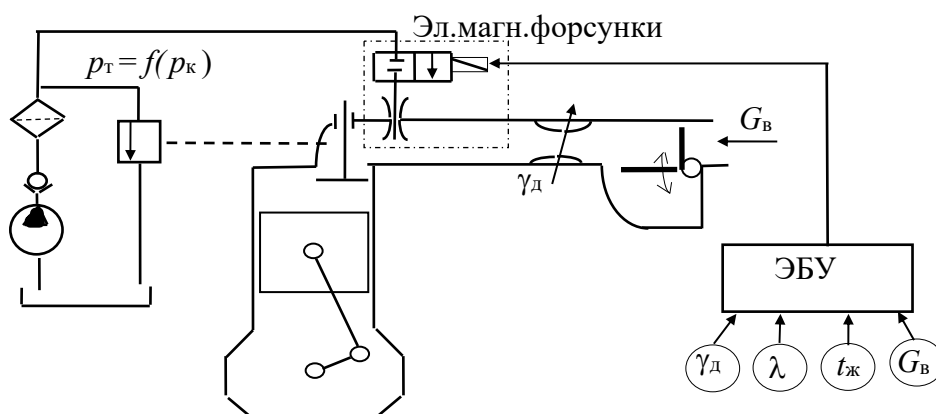 Эл.магн.форсунки
pт = f(pк)
Gв
γд
ЭБУ
γд λ tж Gв